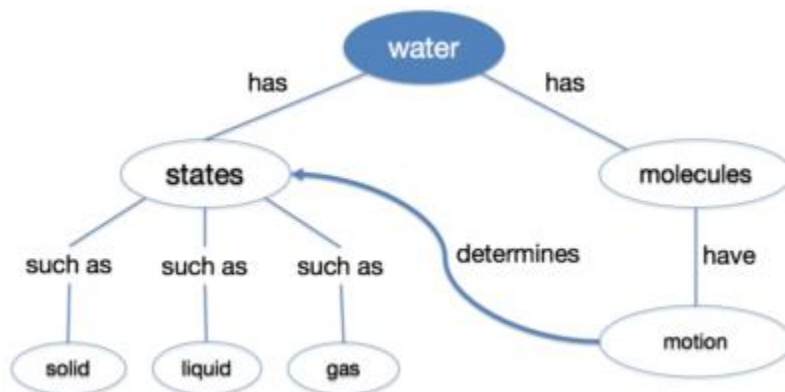 water
has
has
states
molecules
such as
such as
such as
determines
have
solid
liquid
gas
motion